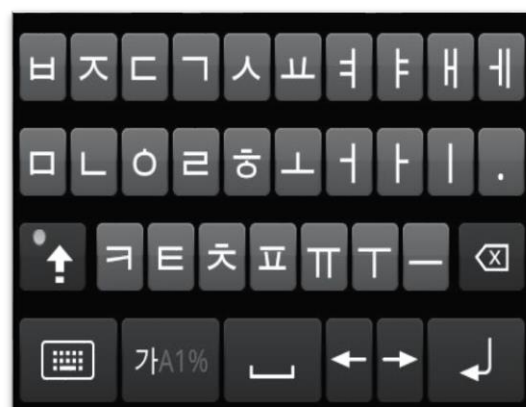 ㅂ ㅈ ㄷ ㄱ ㅅ ㅛ ㅕ ㅑ ㅐ ㅔ
ㅁ ㄴ ㅇ ㄹ ㅎ ㅗ ㅓ ㅏ ㅣ .
ㅋ ㅌ ㅊ ㅍ ㅠ ㅜ ㅡ
가A1%